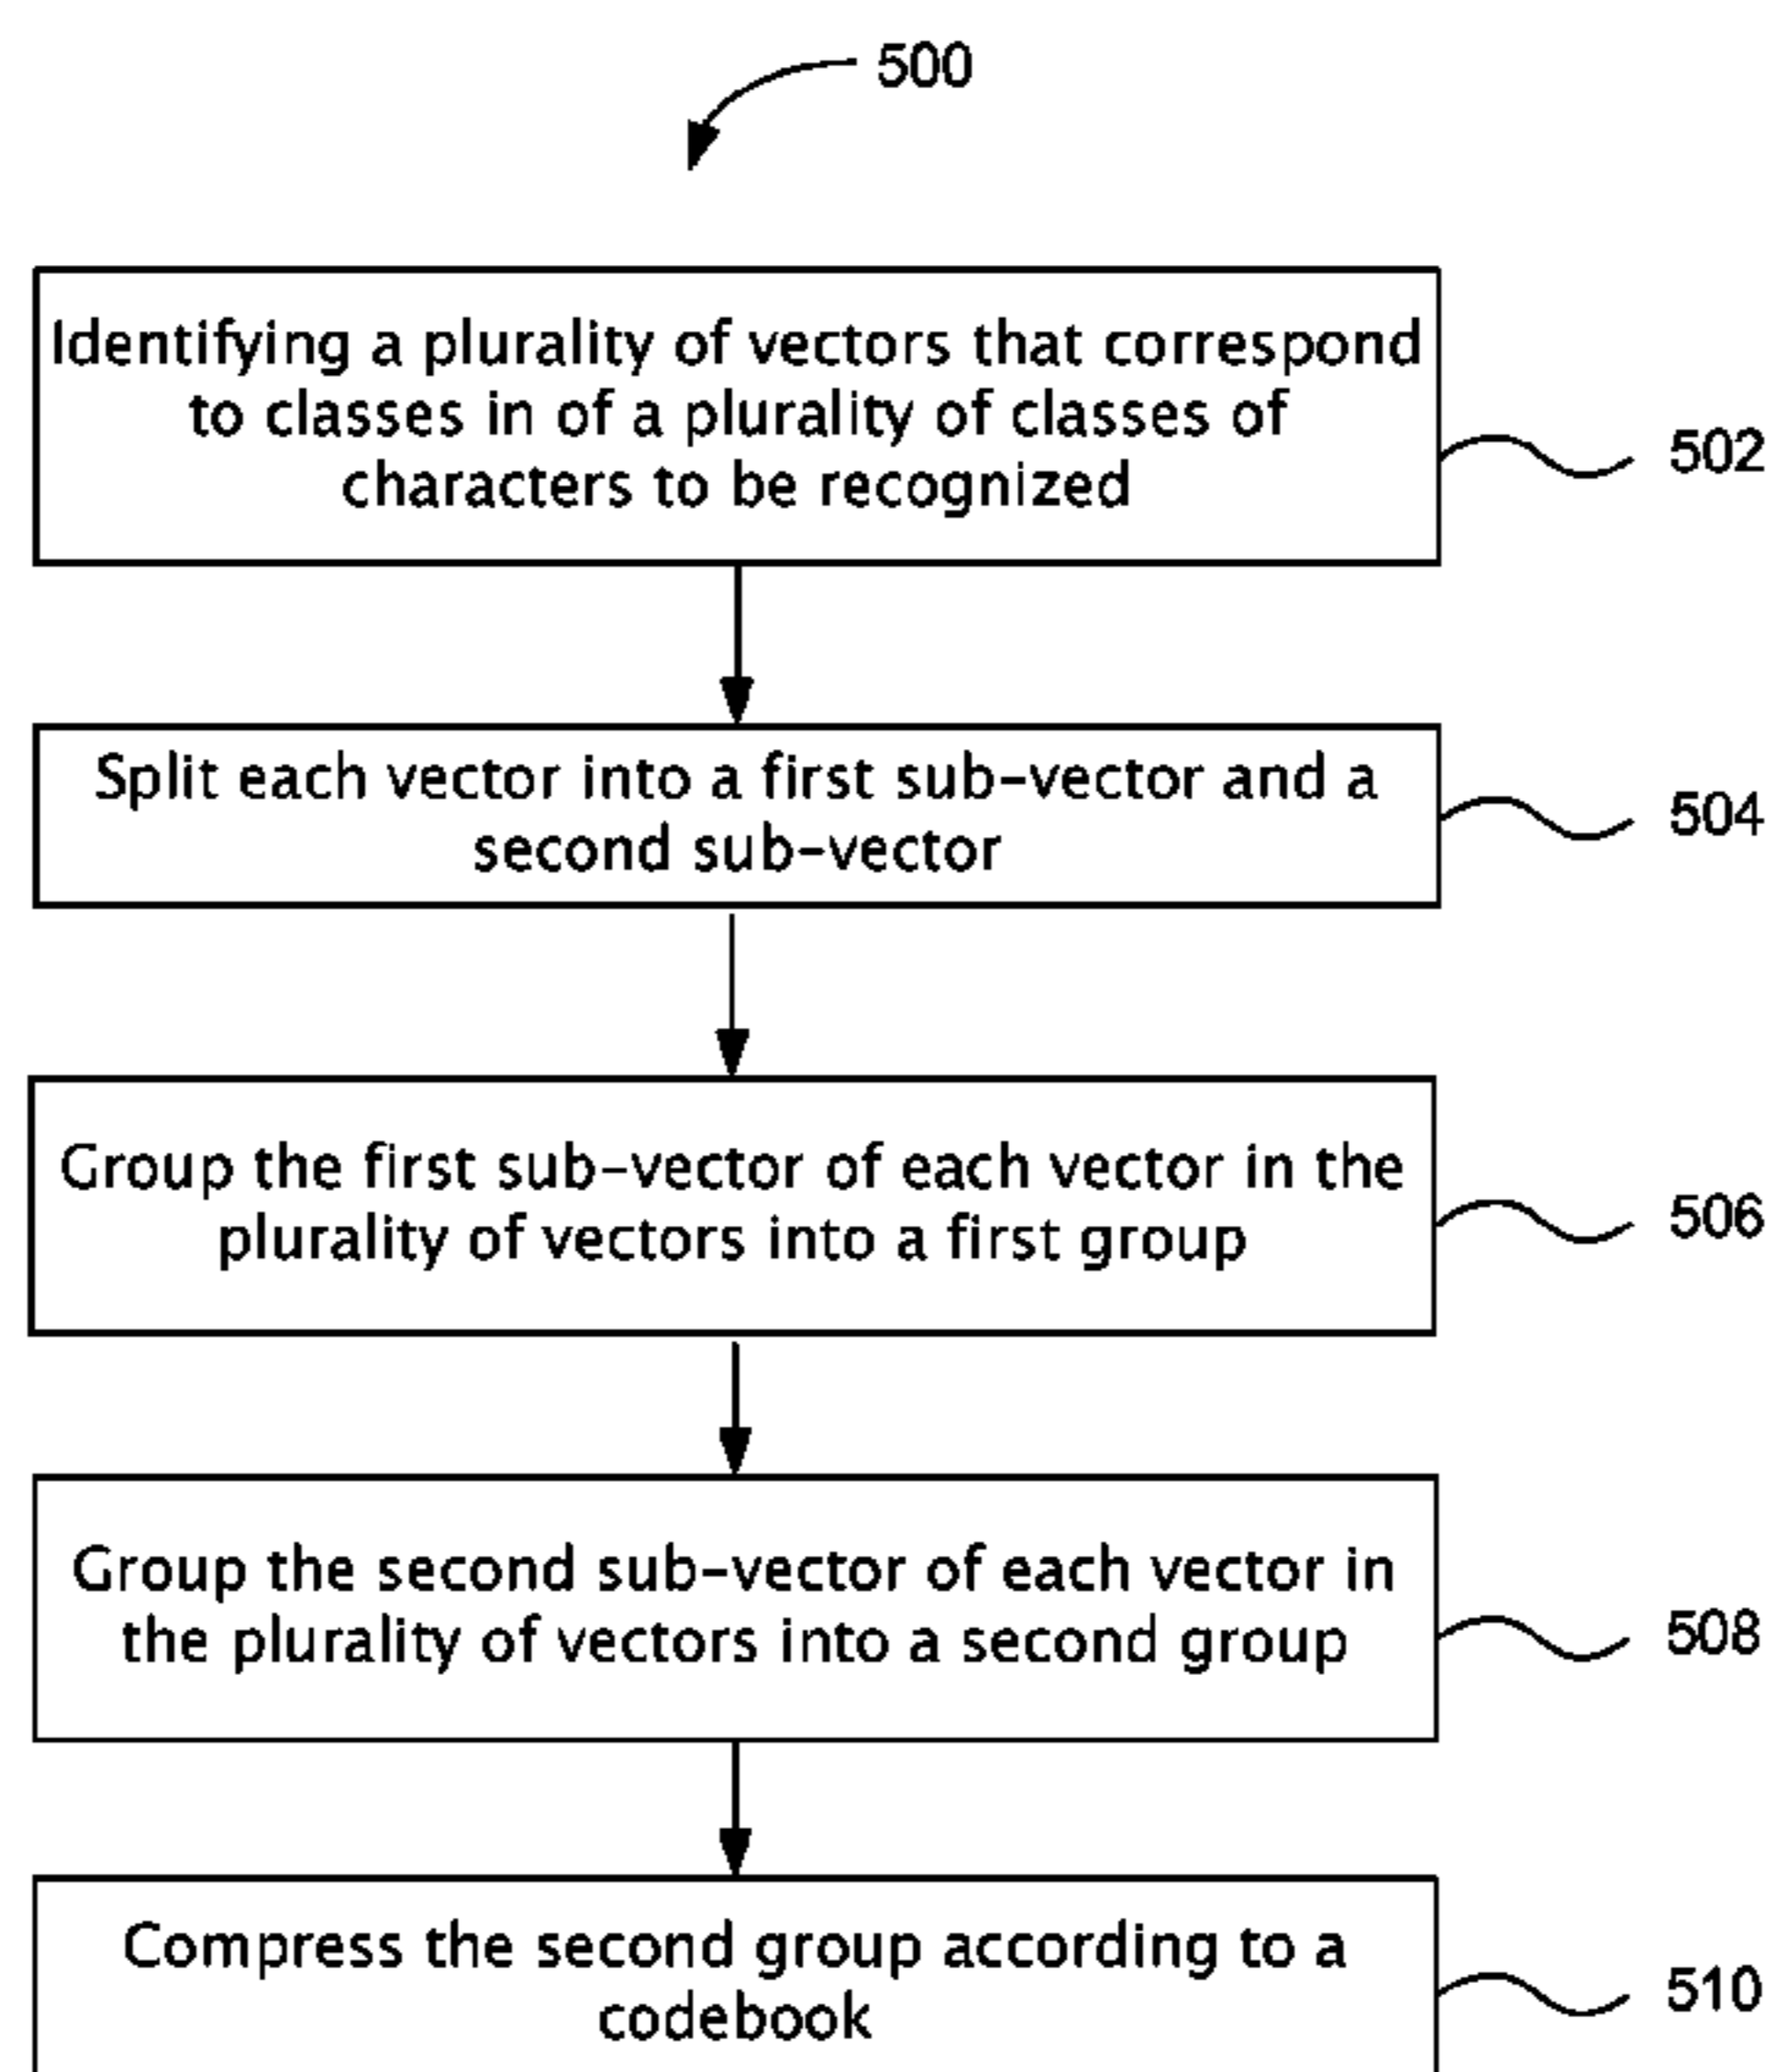 500
Identifying a plurality of vectors that correspond
to classes in of a plurality of classes of
characters to be recognized
502
Split each vector into a first sub-vector and a
second sub-vector
504
Group the first sub-vector of each vector in the
plurality of vectors into a first group
506
Group the second sub-vector of each vector in
the plurality of vectors into a second group
508
Compress the second group according to a
codebook
510